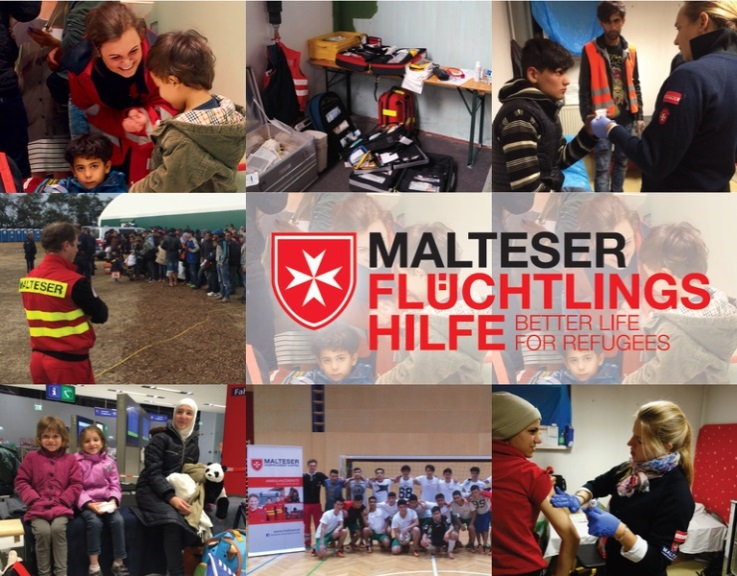 MALTESER
MALTESER
FLÜCHTLINGS
HILFE BETTER LIFE
FOR REFUGEES
MALTESER